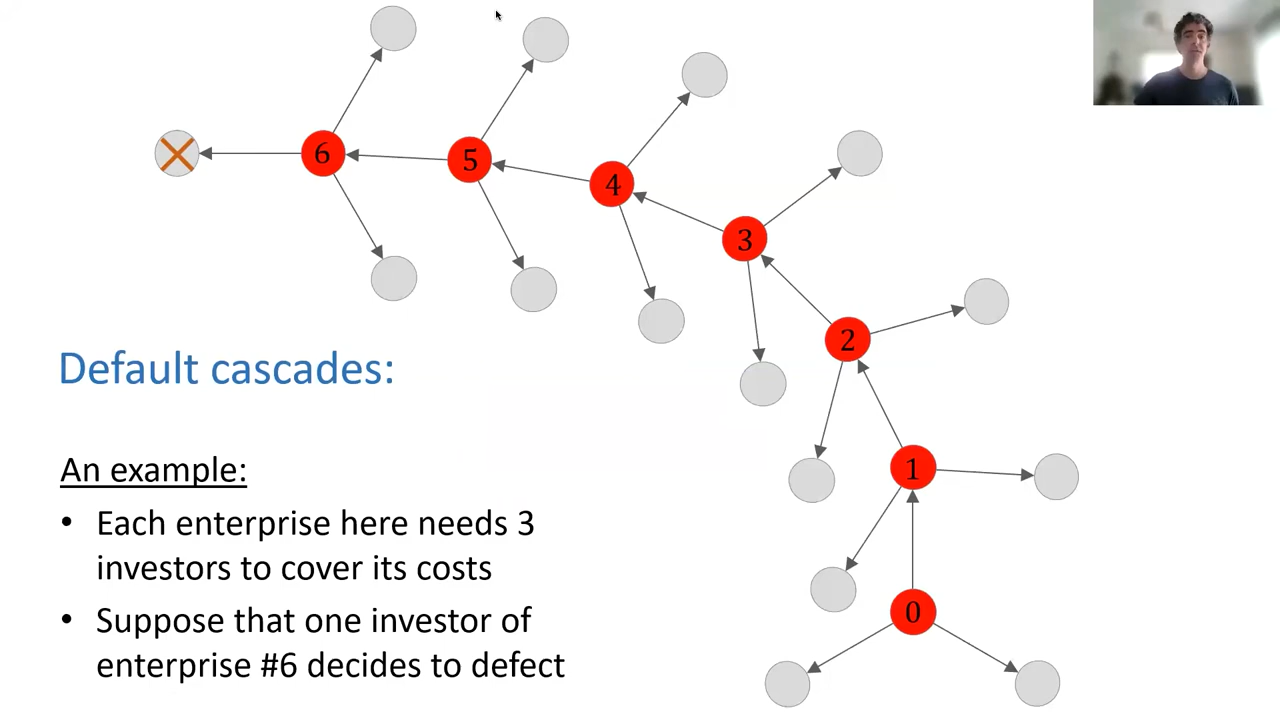 6
5
4
3
2
1
0
Default cascades:
An example:
• Each enterprise here needs 3
investors to cover its costs
• Suppose that one investor of
enterprise #6 decides to defect